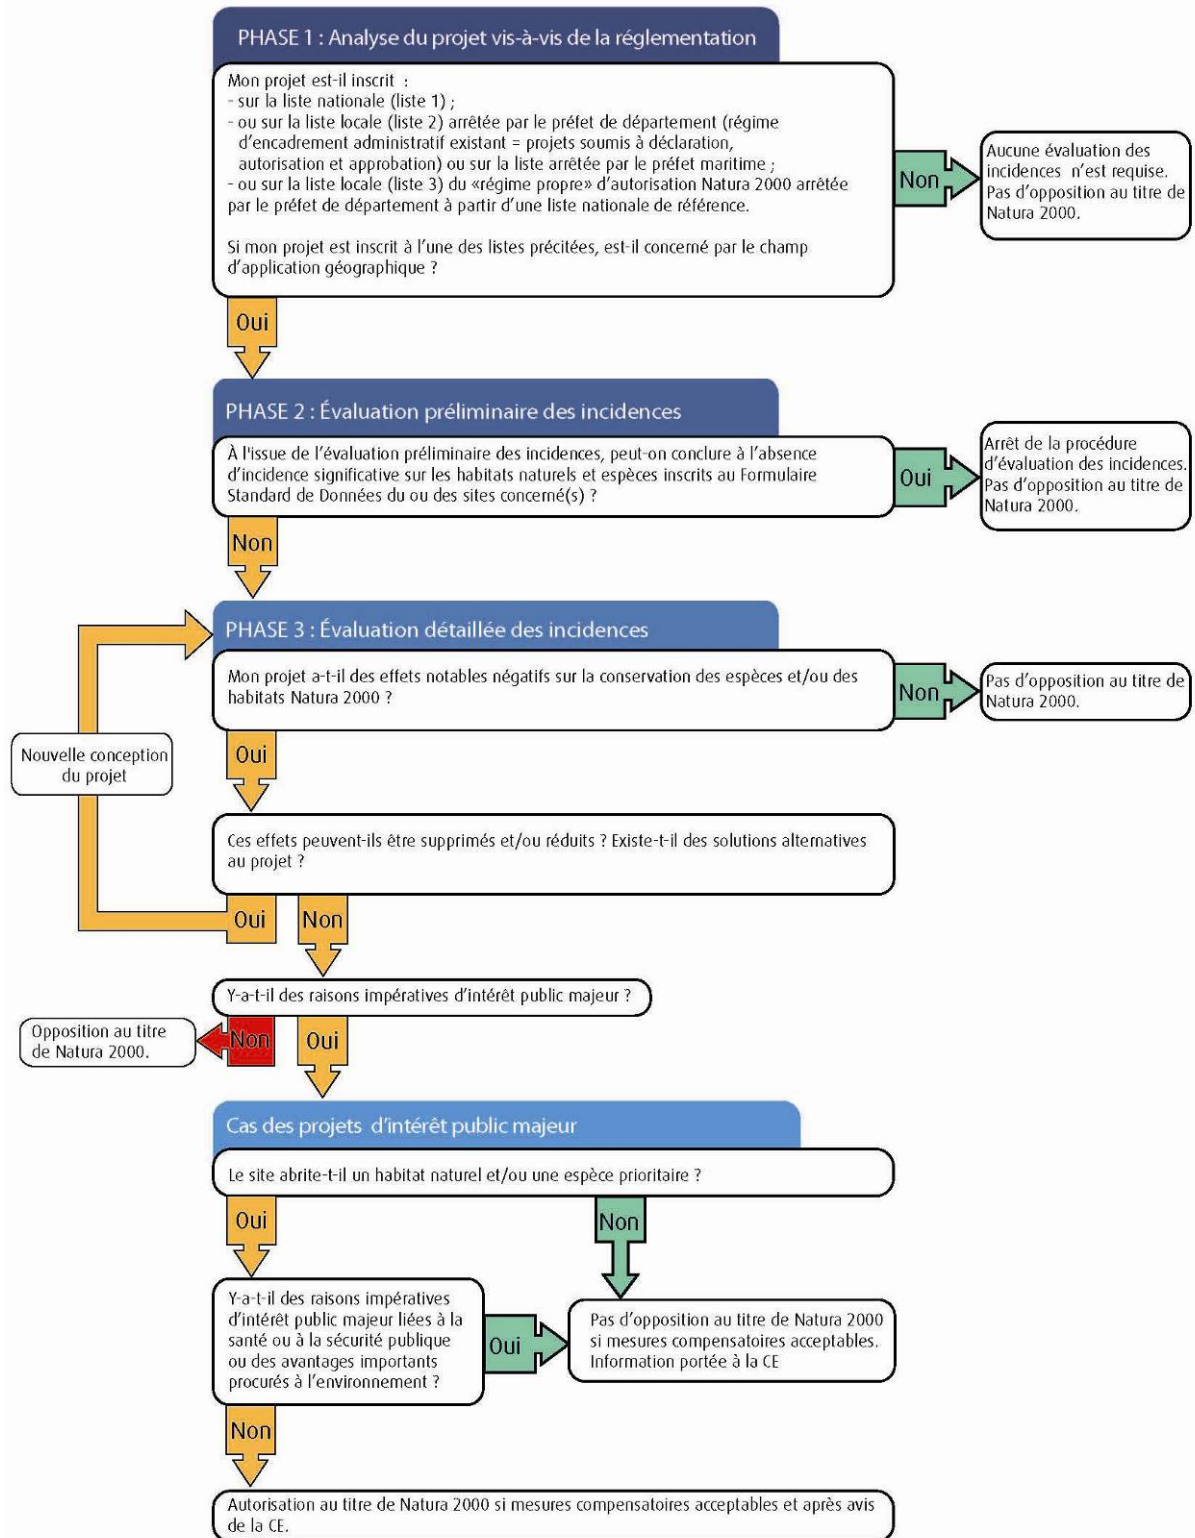 PHASE 1 : Analyse du projet vis-à-vis de la réglementation
Mon projet est-il inscrit :
- sur la liste nationale (liste 1) ;
- ou sur la liste locale (liste 2) arrêtée par le préfet de département (régime
d'encadrement administratif existant = projets soumis à déclaration,
autorisation et approbation) ou sur la liste arrêtée par le préfet maritime ;
- ou sur la liste locale (liste 3) du «régime propre» d'autorisation Natura 2000 arrêtée
par le préfet de département à partir d'une liste nationale de référence.
Si mon projet est inscrit à l'une des listes précitées, est-il concerné par le champ
d'application géographique ?
Non
Aucune évaluation des
incidences n'est requise.
Pas d'opposition au titre de
Natura 2000.
Oui
PHASE 2 : Évaluation préliminaire des incidences
À l'issue de l'évaluation préliminaire des incidences, peut-on conclure à l'absence
d'incidence significative sur les habitats naturels et espèces inscrits au Formulaire
Standard de Données du ou des sites concerné(s) ?
Oui
Arrêt de la procédure
d'évaluation des incidences.
Pas d'opposition au titre de
Natura 2000.
Non
PHASE 3 : Évaluation détaillée des incidences
Mon projet a-t-il des effets notables négatifs sur la conservation des espèces et/ou des
habitats Natura 2000 ?
Non
Pas d'opposition au titre de
Natura 2000.
Oui
Nouvelle conception
du projet
Ces effets peuvent-ils être supprimés et/ou réduits ? Existe-t-il des solutions alternatives
au projet ?
Oui
Non
Y-a-t-il des raisons impératives d'intérêt public majeur ?
Opposition au titre
de Natura 2000.
Non
Oui
Cas des projets d'intérêt public majeur
Le site abrite-t-il un habitat naturel et/ou une espèce prioritaire ?
Oui
Non
Y-a-t-il des raisons impératives
d'intérêt public majeur liées à la
santé ou à la sécurité publique
ou des avantages importants
procurés à l'environnement ?
Oui
Pas d'opposition au titre de Natura 2000
si mesures compensatoires acceptables.
Information portée à la CE
Non
Autorisation au titre de Natura 2000 si mesures compensatoires acceptables et après avis
de la CE.